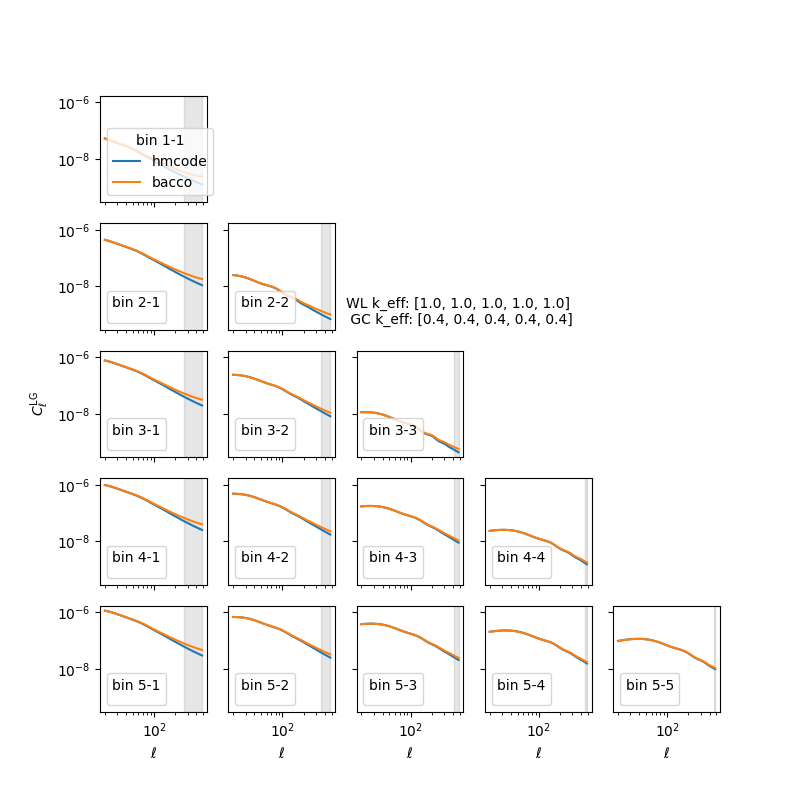 10⁻⁶
10⁻⁸
bin 1-1
hmcode
bacco
10⁻⁶
10⁻⁸
bin 2-1
bin 2-2
WL k_eff: [1.0, 1.0, 1.0, 1.0, 1.0]
GC k_eff: [0.4, 0.4, 0.4, 0.4, 0.4]
C_ℓ^LG
10⁻⁶
10⁻⁸
bin 3-1
bin 3-2
bin 3-3
10⁻⁶
10⁻⁸
bin 4-1
bin 4-2
bin 4-3
bin 4-4
10⁻⁶
10⁻⁸
bin 5-1
bin 5-2
bin 5-3
bin 5-4
bin 5-5
10² 10² 10² 10² 10²
ℓ ℓ ℓ ℓ ℓ